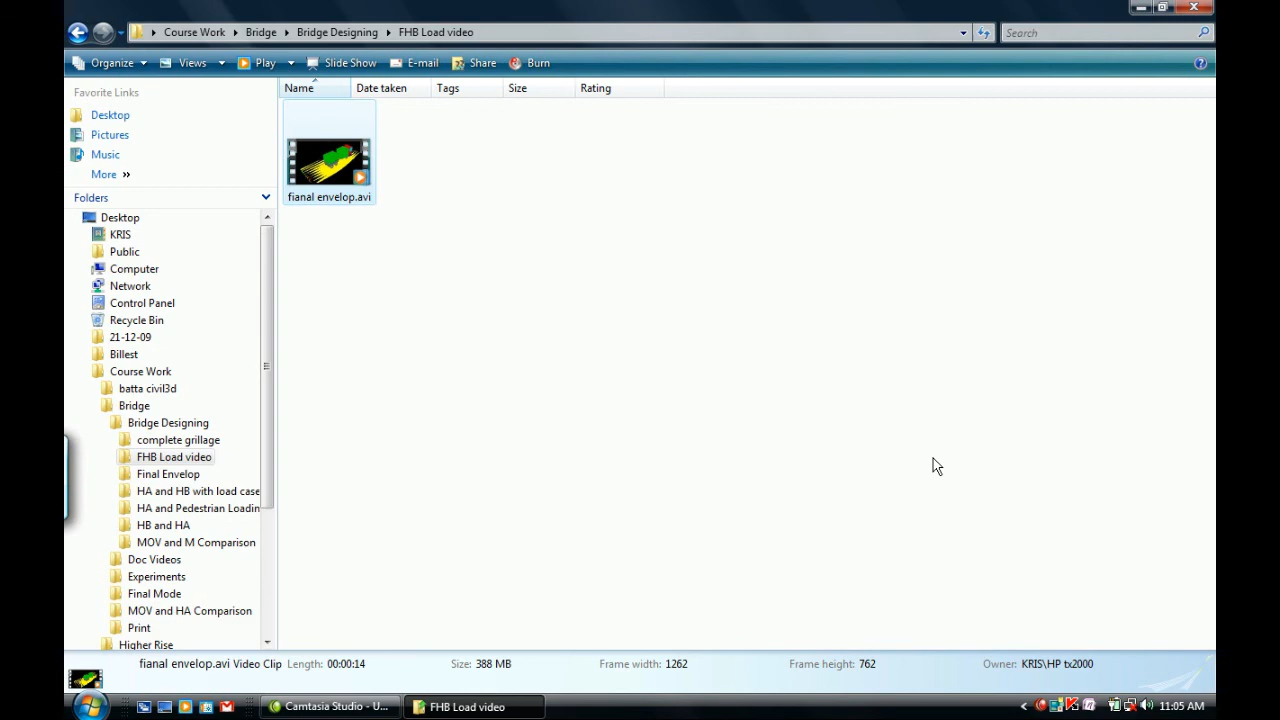 Course Work Bridge Bridge Designing FHB Load video Search
Organize Views Play Slide Show E-mail Share Burn
Favorite Links
Desktop
Pictures
Music
More »
Folders
Desktop
KRIS
Public
Computer
Network
Control Panel
Recycle Bin
21-12-09
Billest
Course Work
batta civil3d
Bridge
Bridge Designing
complete grillage
FHB Load video
Final Envelop
HA and HB with load case
HA and Pedestrian Loadin
HB and HA
MOV and M Comparison
Doc Videos
Experiments
Final Mode
MOV and HA Comparison
Print
Higher Rise
Name Date taken Tags Size Rating
fianal envelop.avi
fianal envelop.avi Video Clip Length: 00:00:14 Size: 388 MB Frame width: 1262 Frame height: 762 Owner: KRIS\HP tx2000
Camtasia Studio - U... FHB Load video 11:05 AM